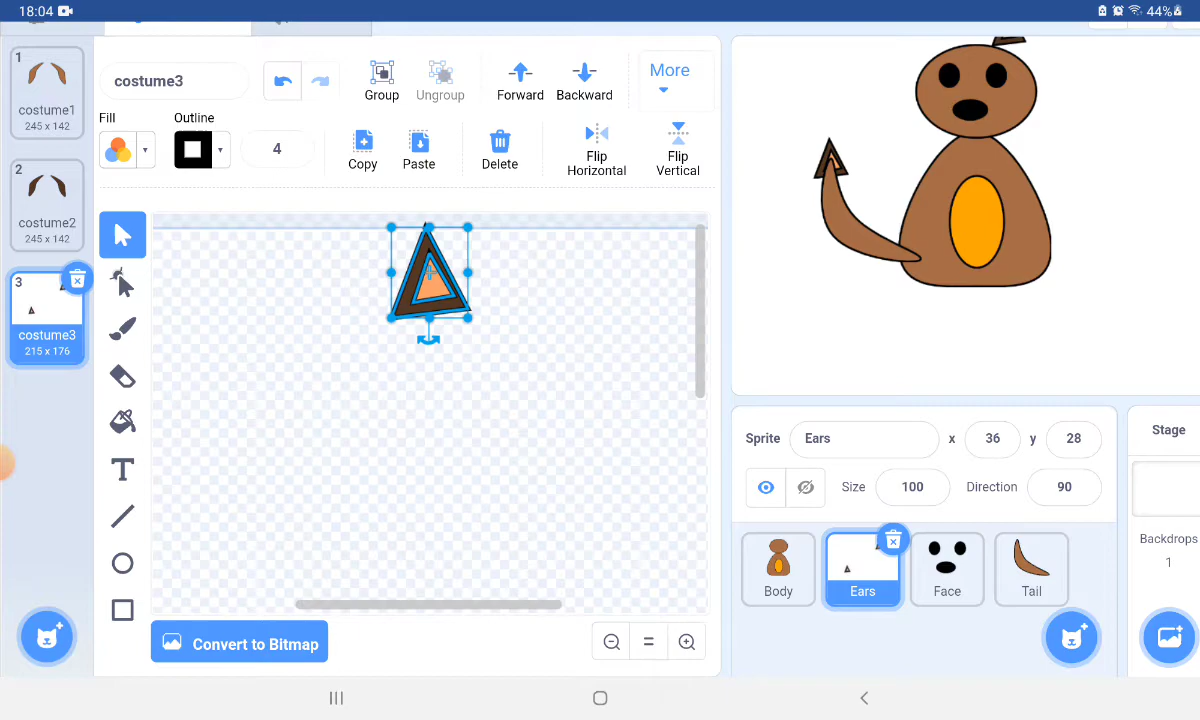 18:04
44%
costume3
Group
Ungroup
Forward
Backward
More
Fill
Outline
4
Copy
Paste
Delete
Flip
Horizontal
Flip
Vertical
1
costume1
245 x 142
2
costume2
245 x 142
3
costume3
215 x 176
T
Convert to Bitmap
=
Sprite
Ears
x
36
y
28
Size
100
Direction
90
Body
Ears
Face
Tail
Stage
Backdrops
1